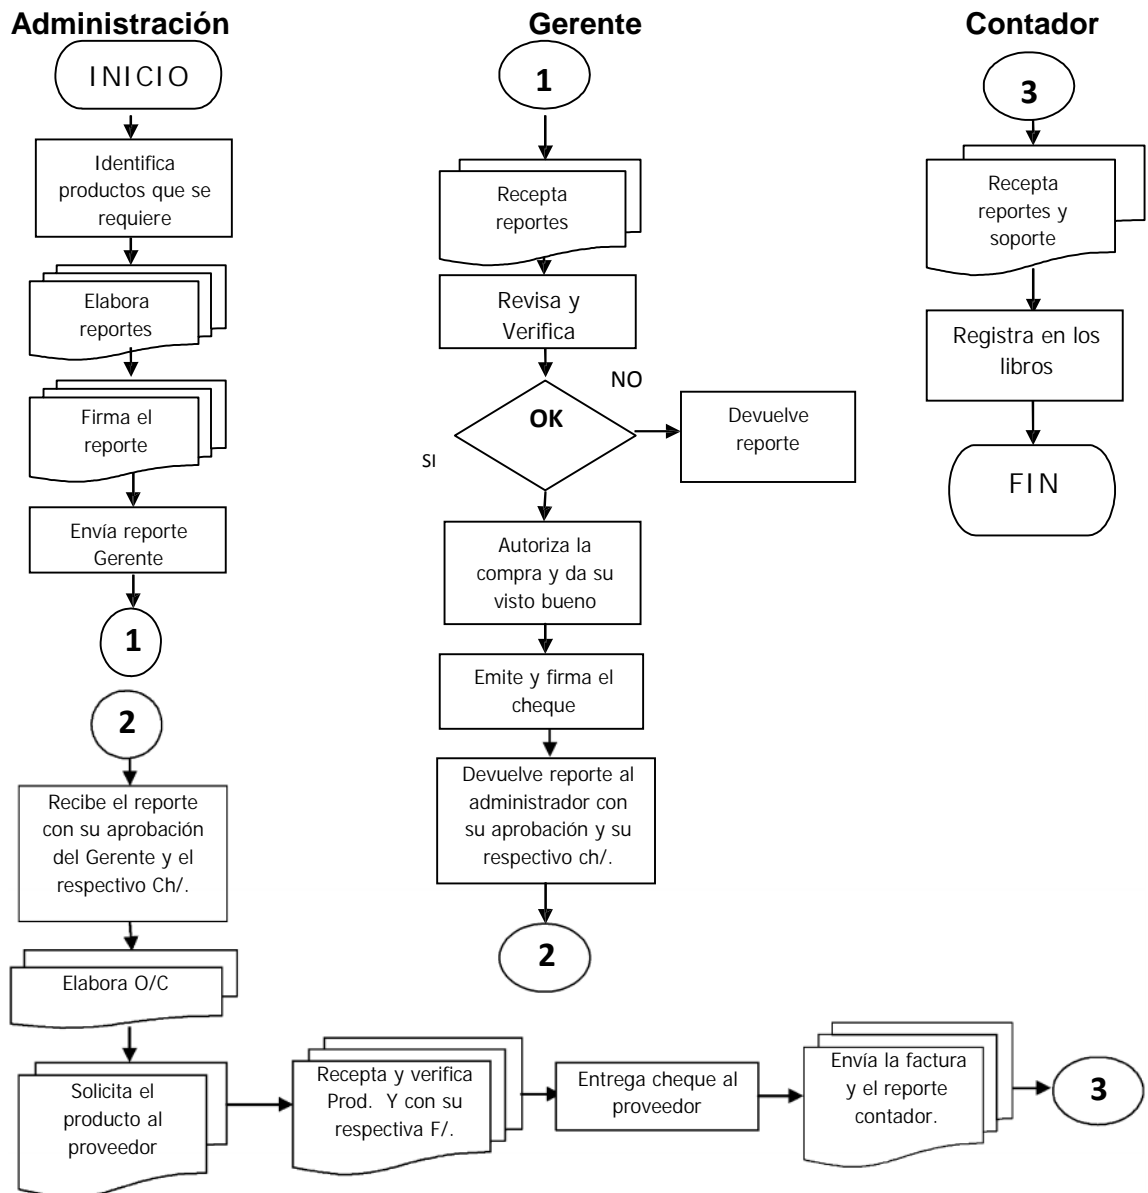 Administración
INICIO
Identifica
productos que se
requiere
Elabora
reportes
Firma el
reporte
Envía reporte
Gerente
1
2
Recibe el reporte
con su aprobación
del Gerente y el
respectivo Ch/.
Elabora O/C
Solicita el
producto al
proveedor
Recepta y verifica
Prod. Y con su
respectiva F/.
Entrega cheque al
proveedor
Envía la factura
y el reporte
contador.
3
Gerente
1
Recepta
reportes
Revisa y
Verifica
OK
NO
SI
Devuelve
reporte
Autoriza la
compra y da su
visto bueno
Emite y firma el
cheque
Devuelve reporte al
administrador con
su aprobación y su
respectivo ch/.
2
Contador
3
Recepta
reportes y
soporte
Registra en los
libros
FIN